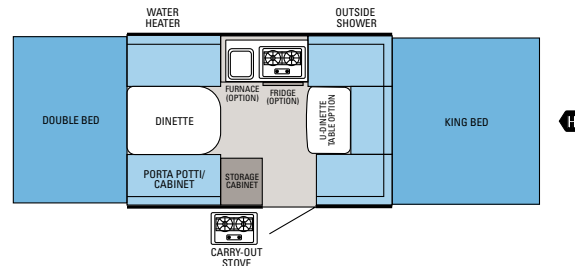 WATER
HEATER
OUTSIDE
SHOWER
FURNACE
(OPTION)
FRIDGE
(OPTION)
DOUBLE BED
DINETTE
U-DINETTE
TABLE OPTION
KING BED
H
PORTA POTTI/
CABINET
STORAGE
CABINET
CARRY-OUT
STOVE